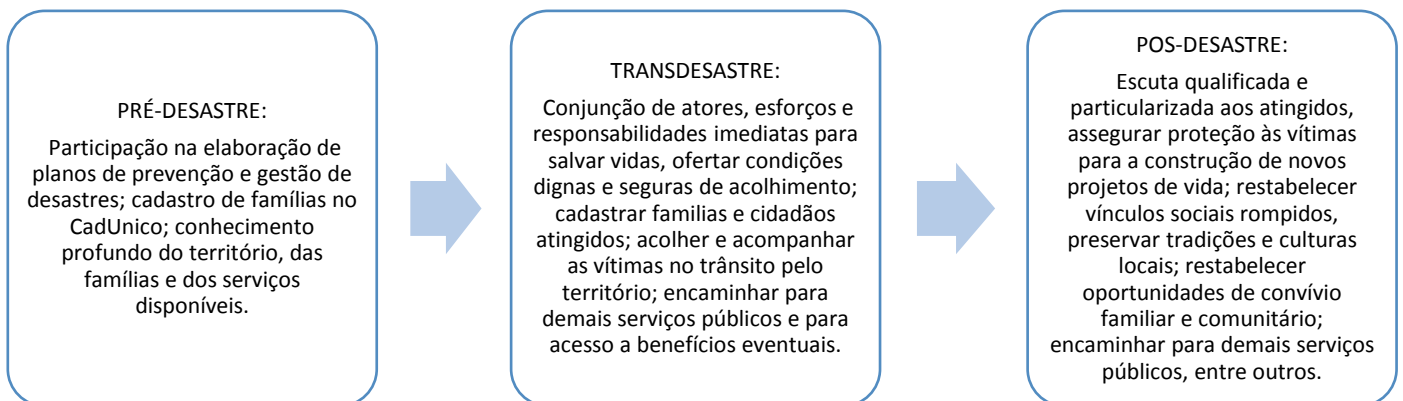 PRÉ-DESASTRE:
Participação na elaboração de
planos de prevenção e gestão de
desastres; cadastro de famílias no
CadUnico; conhecimento
profundo do território, das
famílias e dos serviços
disponíveis.
TRANSDESASTRE:
Conjunção de atores, esforços e
responsabilidades imediatas para
salvar vidas, ofertar condições
dignas e seguras de acolhimento;
cadastrar familias e cidadãos
atingidos; acolher e acompanhar
as vítimas no trânsito pelo
território; encaminhar para
demais serviços públicos e para
acesso a benefícios eventuais.
POS-DESASTRE:
Escuta qualificada e
particularizada aos atingidos,
assegurar proteção às vítimas
para a construção de novos
projetos de vida; restabelecer
vínculos sociais rompidos,
preservar tradições e culturas
locais; restabelecer
oportunidades de convívio
familiar e comunitário;
encaminhar para demais serviços
públicos, entre outros.